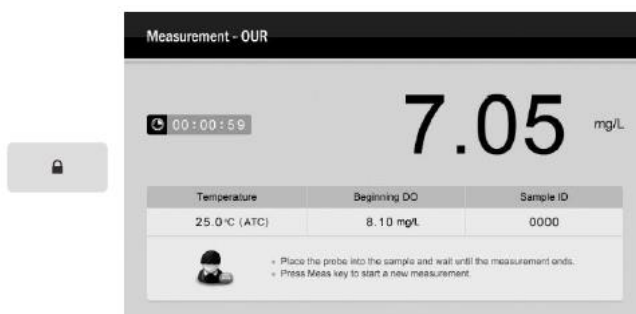 Measurement - OUR
00:00:59
7.05 mg/L
Temperature Beginning DO Sample ID
25.0°C (ATC) 8.10 mg/L 0000
Place the probe into the sample and wait until the measurement ends.
Press Meas key to start a new measurement